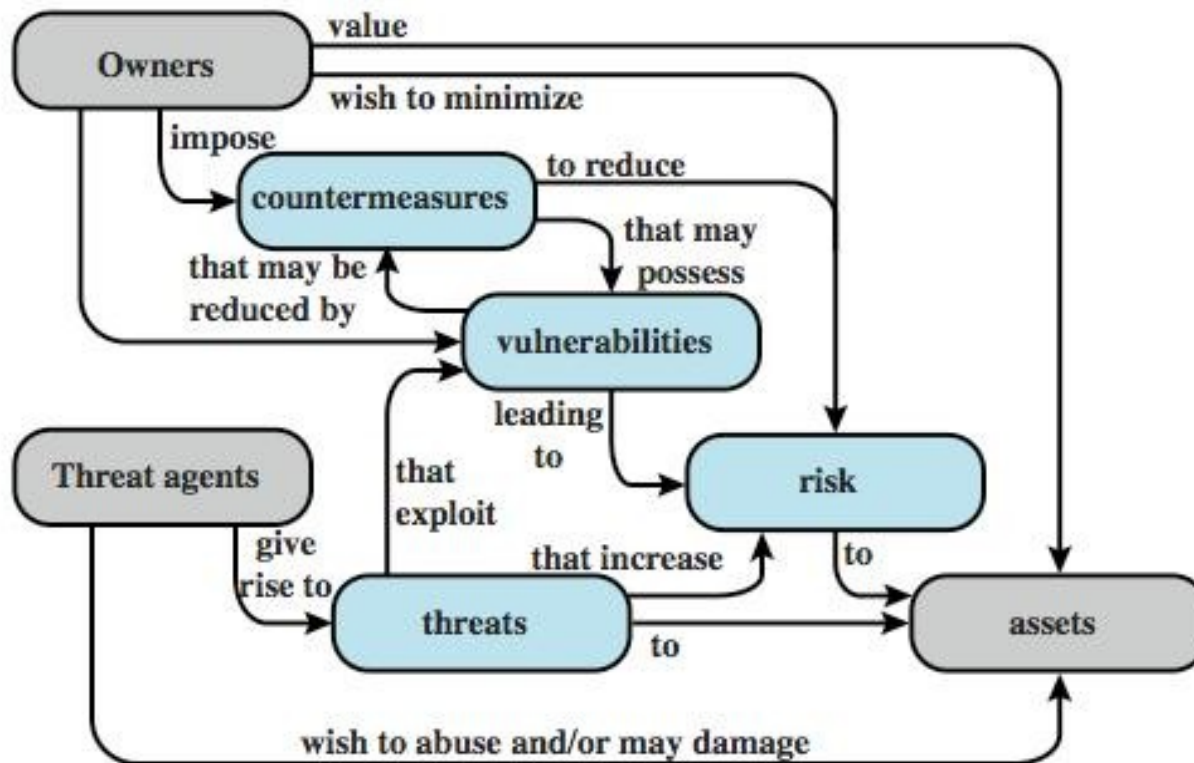 value
Owners
wish to minimize
impose
to reduce
countermeasures
that may
possess
that may be
reduced by
vulnerabilities
leading
to
Threat agents
that
exploit
risk
give
rise to
that increase
to
threats
to
assets
wish to abuse and/or may damage